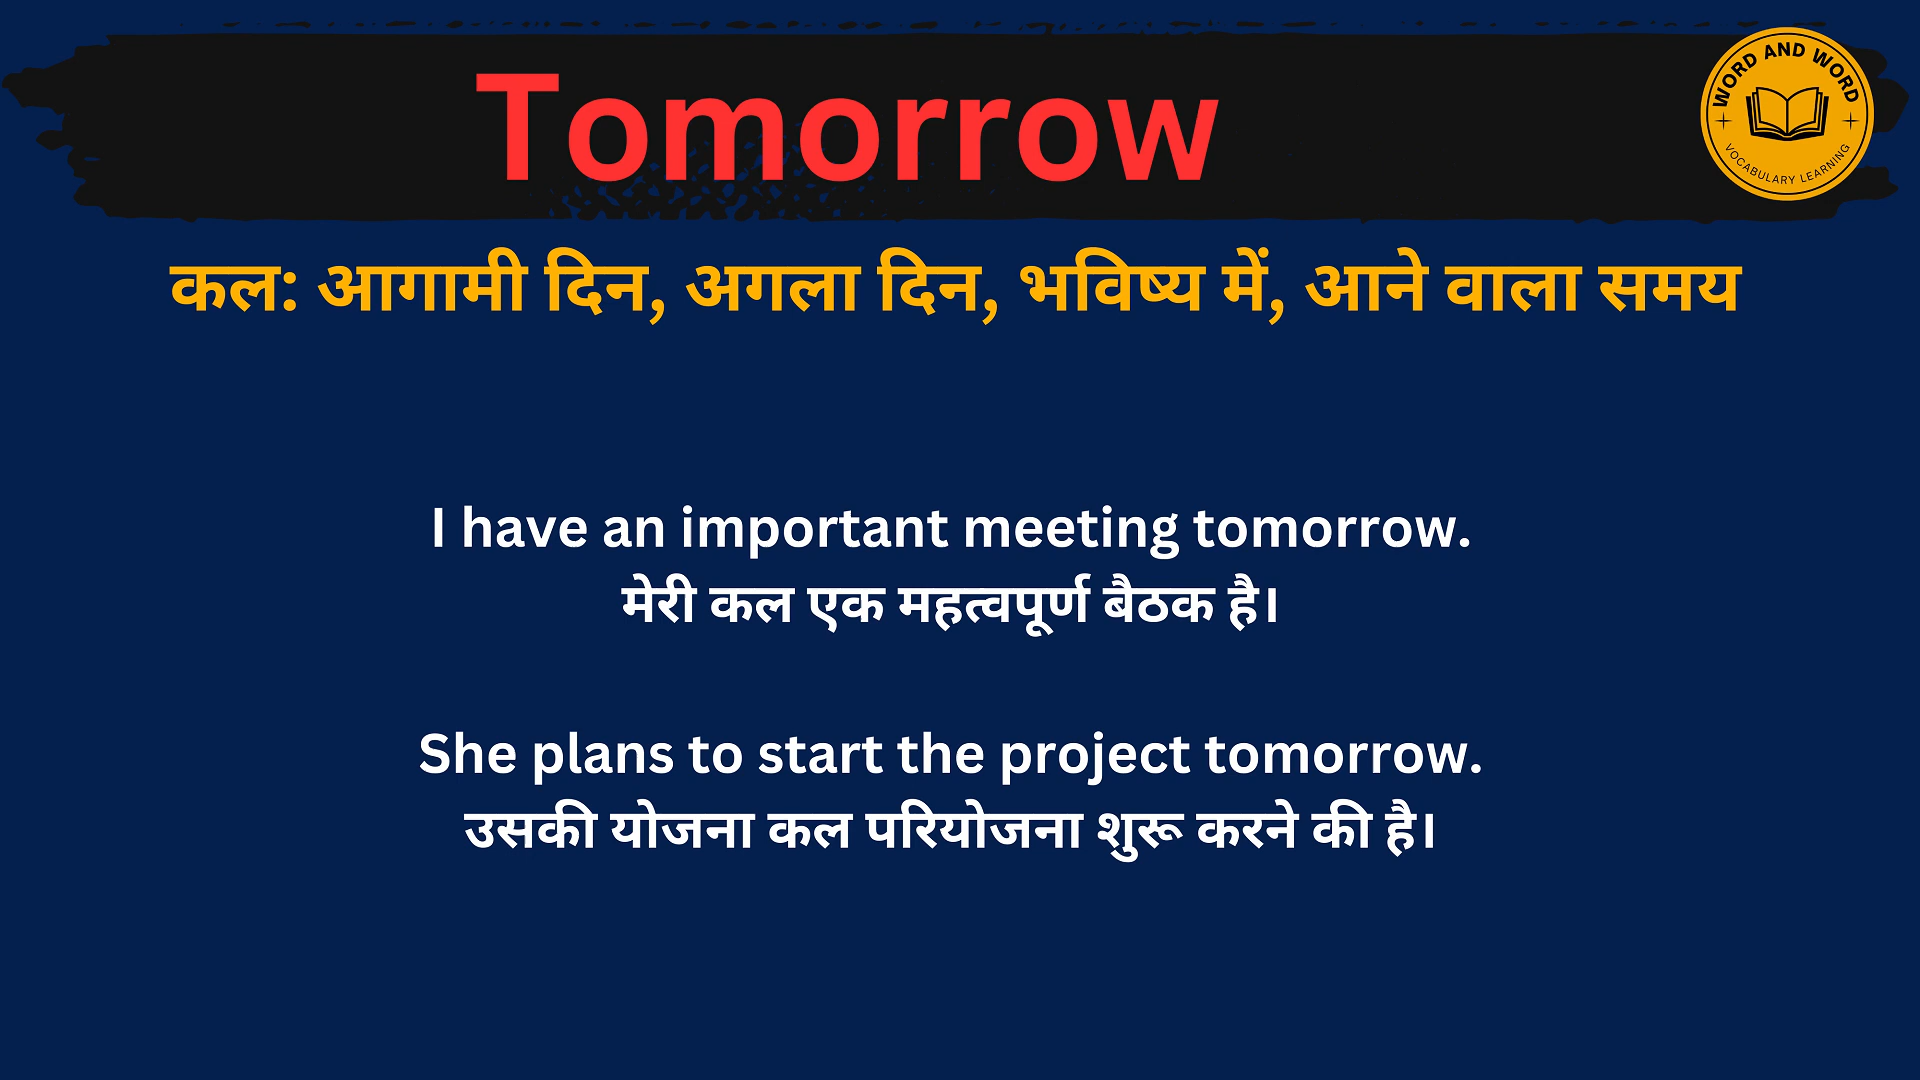 Tomorrow
WORD AND WORD
VOCABULARY LEARNING
कल: आगामी दिन, अगला दिन, भविष्य में, आने वाला समय
I have an important meeting tomorrow.
मेरी कल एक महत्वपूर्ण बैठक है।
She plans to start the project tomorrow.
उसकी योजना कल परियोजना शुरू करने की है।